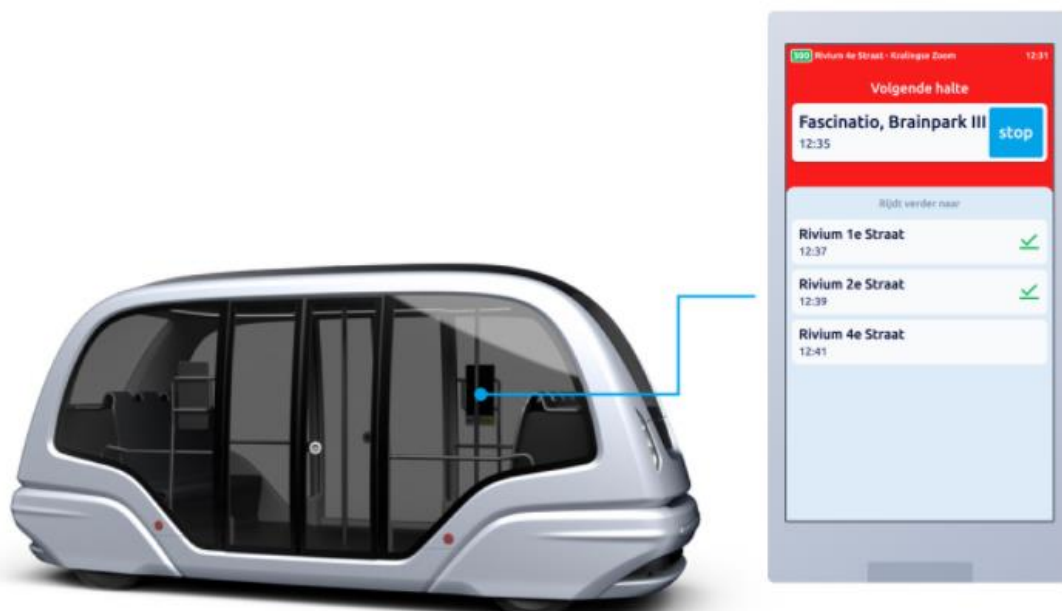 300 Rivium 4e Straat - Kralingse Zoom 12:31
Volgende halte
Fascinatio, Brainpark III
12:35
stop
Rijdt verder naar
Rivium 1e Straat
12:37
Rivium 2e Straat
12:39
Rivium 4e Straat
12:41